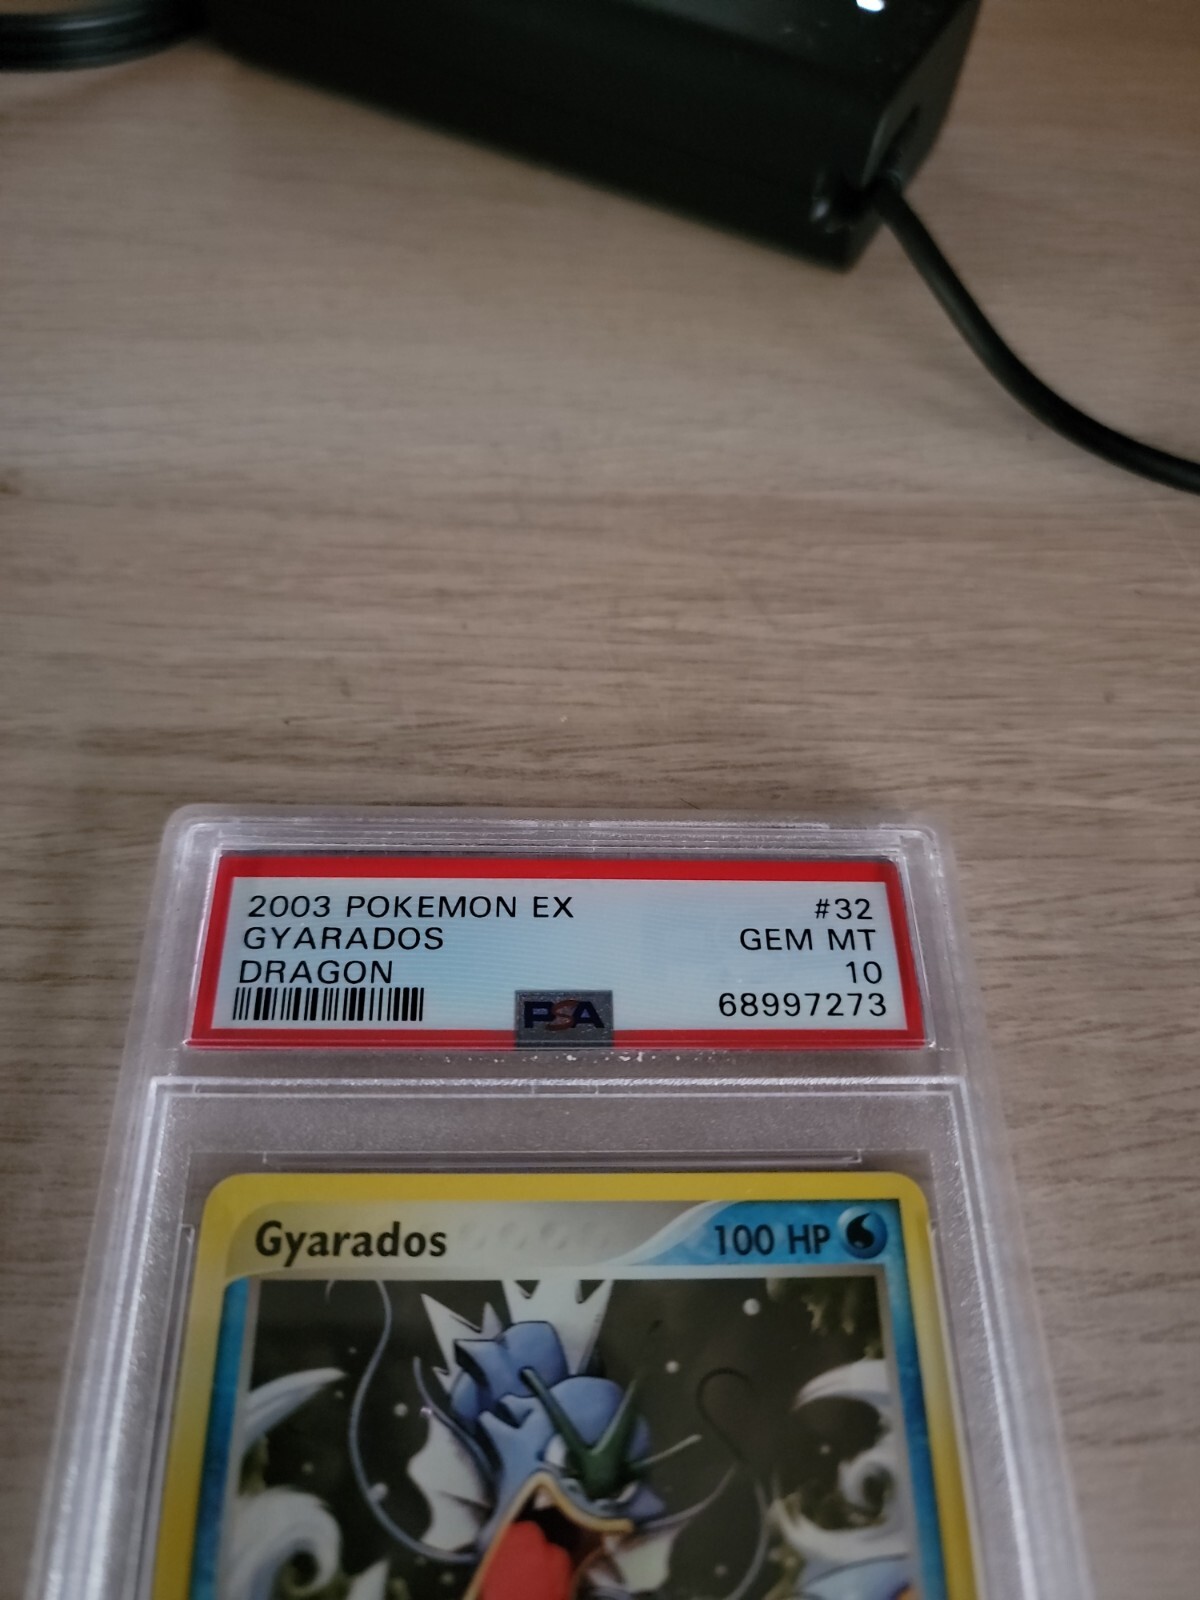 2003 POKEMON EX #32
GYARADOS GEM MT
DRAGON 10
68997273
PSA
Gyarados 100 HP